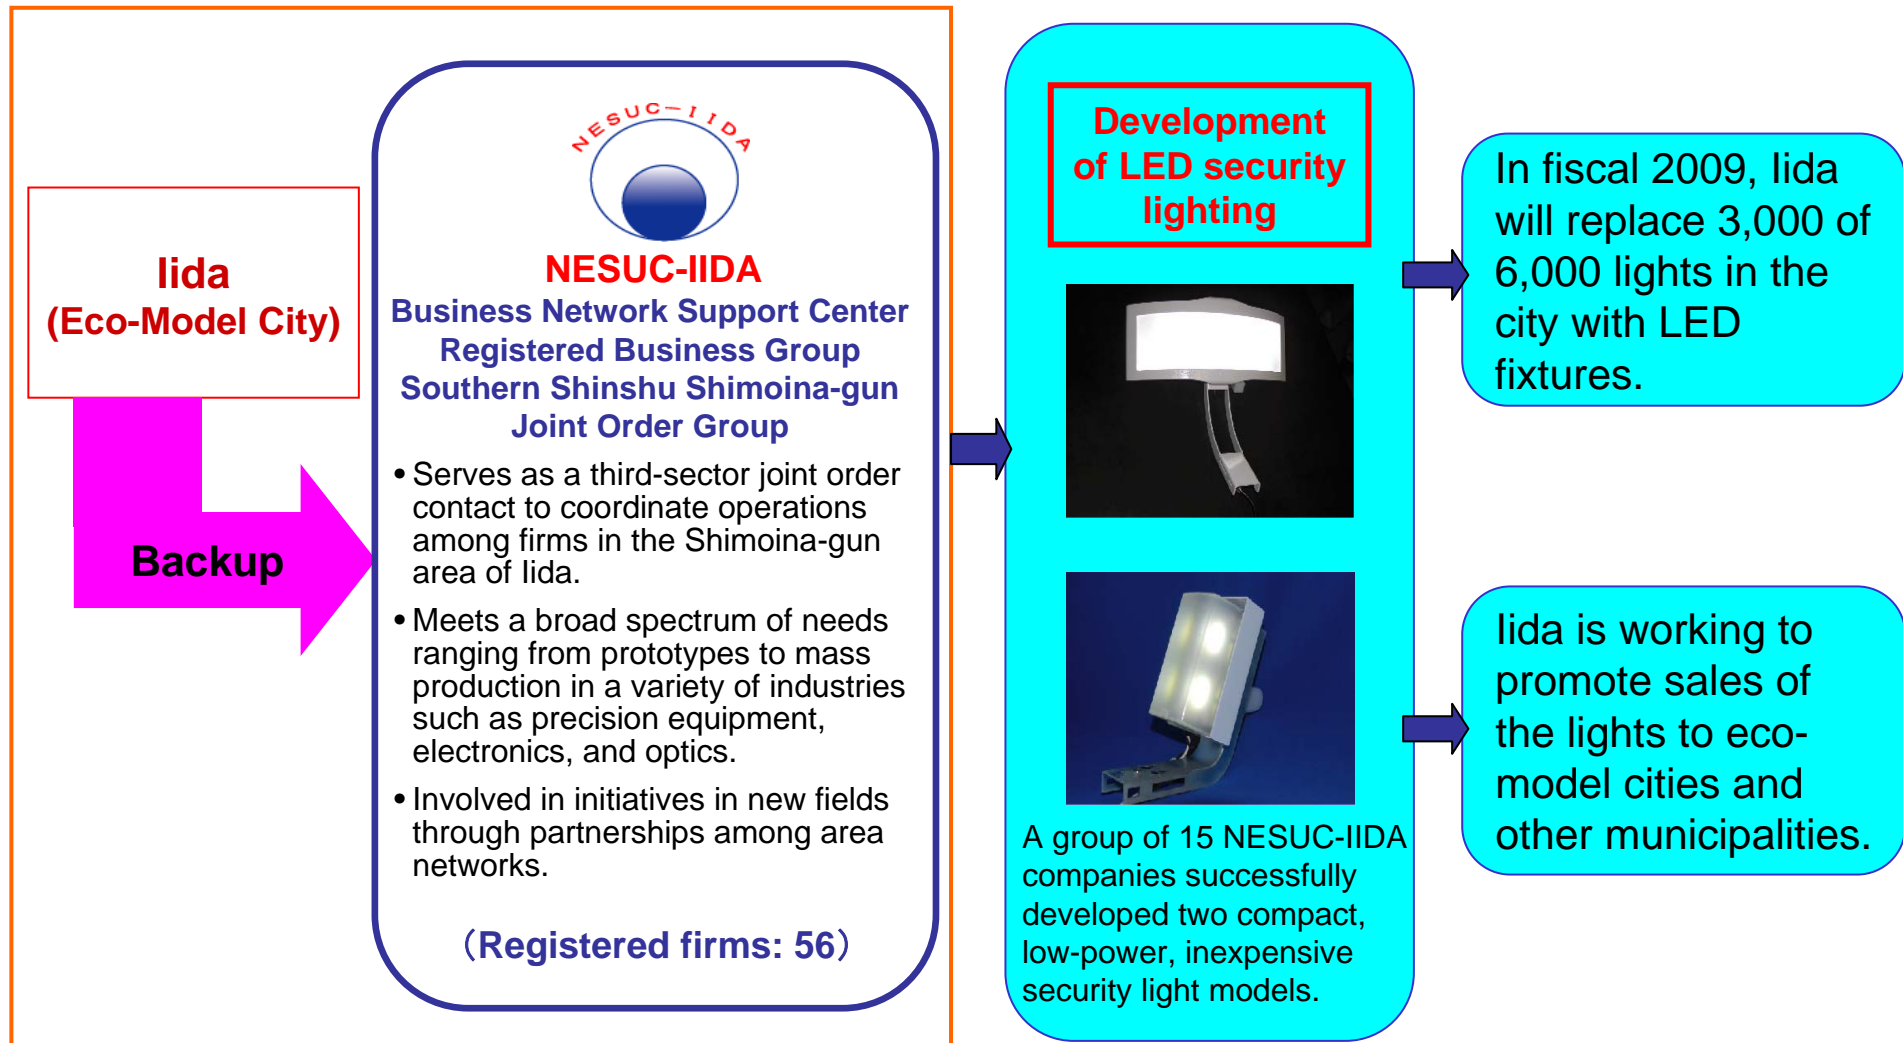 Iida
(Eco-Model City)
Backup
NESUC-IIDA
NESUC-IIDA
Business Network Support Center
Registered Business Group
Southern Shinshu Shimoina-gun
Joint Order Group
• Serves as a third-sector joint order
contact to coordinate operations
among firms in the Shimoina-gun
area of Iida.
• Meets a broad spectrum of needs
ranging from prototypes to mass
production in a variety of industries
such as precision equipment,
electronics, and optics.
• Involved in initiatives in new fields
through partnerships among area
networks.
（Registered firms: 56）
Development
of LED security
lighting
A group of 15 NESUC-IIDA
companies successfully
developed two compact,
low-power, inexpensive
security light models.
In fiscal 2009, Iida
will replace 3,000 of
6,000 lights in the
city with LED
fixtures.
Iida is working to
promote sales of
the lights to eco-
model cities and
other municipalities.